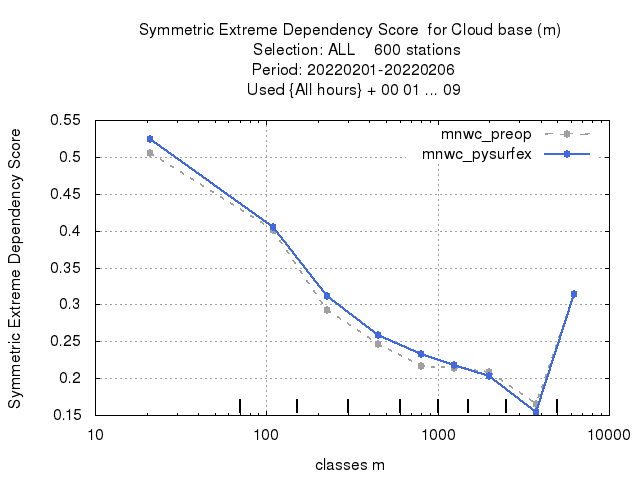 Symmetric Extreme Dependency Score  for Cloud base (m)
Selection: ALL    600 stations
Period: 20220201-20220206
Used {All hours} + 00 01 ... 09
Symmetric Extreme Dependency Score
0.55
0.5
0.45
0.4
0.35
0.3
0.25
0.2
0.15
mnwc_preop
mnwc_pysurfex
10 100 1000 10000
classes m